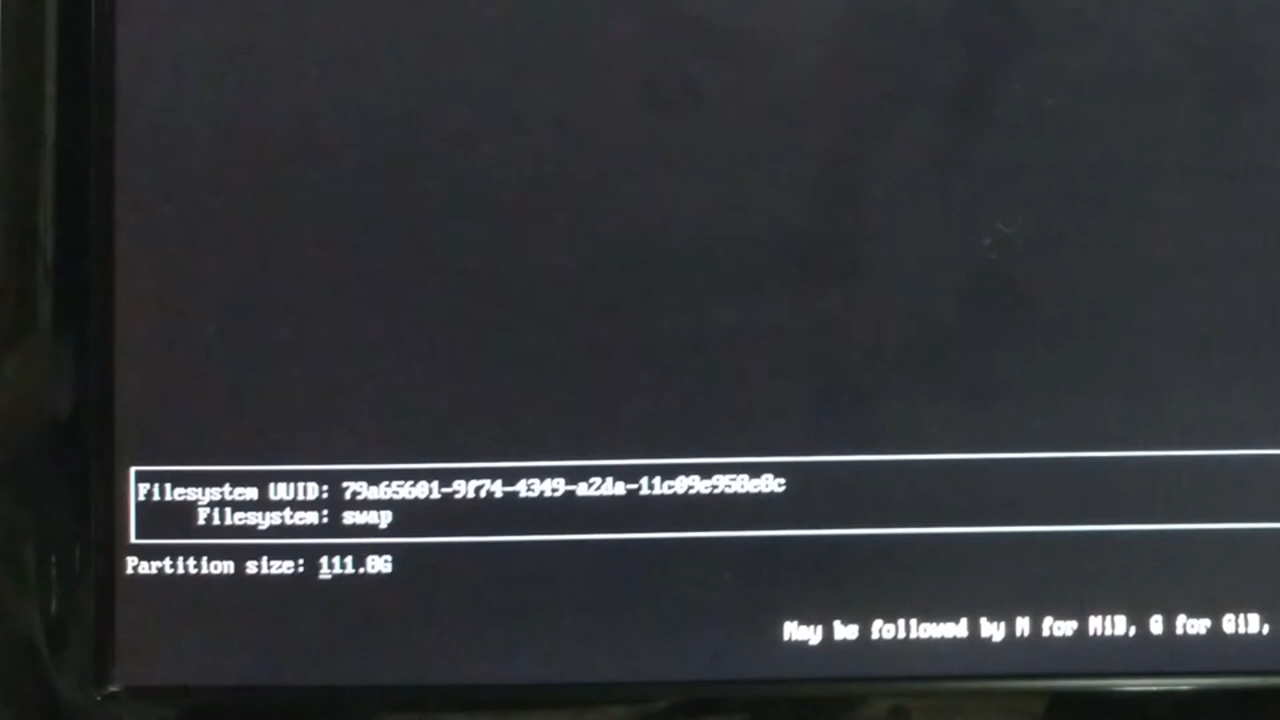 Filesystem UUID: 79a65601-9f74-4349-a2da-11c09e958e8c
Filesystem: swap
Partition size: 111.8G
May be followed by M for MiB, G for GiB,